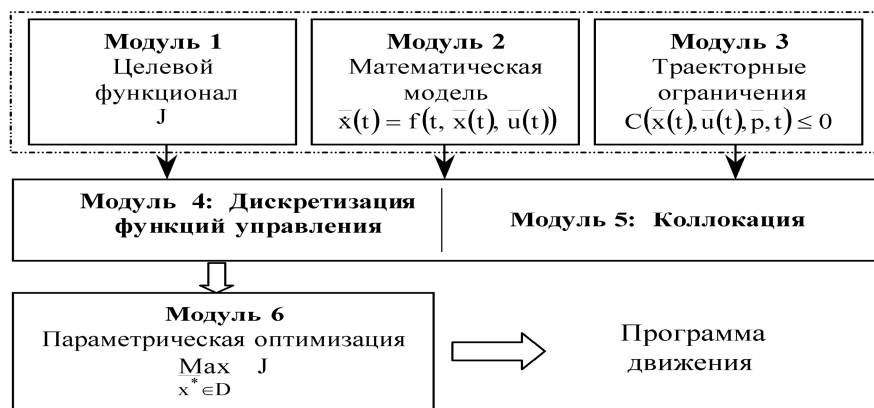 Модуль 1
Целевой
функционал
J
Модуль 2
Математическая
модель
x̅(t) = f(t, x̅(t), u̅(t))
Модуль 3
Траекторные
ограничения
C(x̅(t), u̅(t), p̅, t) ≤ 0
Модуль 4: Дискретизация
функций управления
Модуль 5: Коллокация
Модуль 6
Параметрическая оптимизация
Max J
x̅* ∈ D
Программа
движения